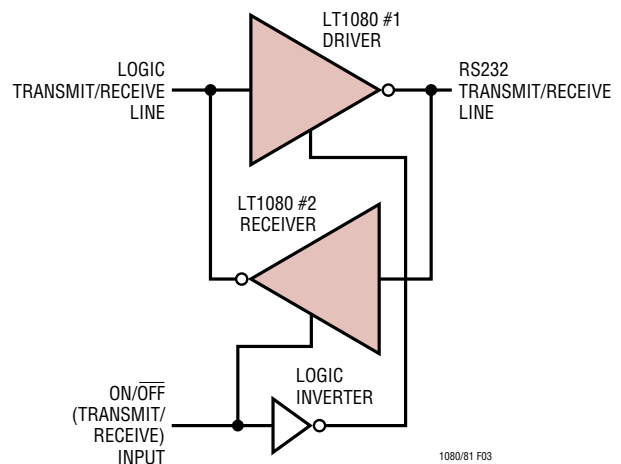 LT1080 #1
DRIVER
LOGIC
TRANSMIT/RECEIVE
LINE
RS232
TRANSMIT/RECEIVE
LINE
LT1080 #2
RECEIVER
LOGIC
INVERTER
ON/O̅F̅F̅
(TRANSMIT/
RECEIVE)
INPUT
1080/81 F03